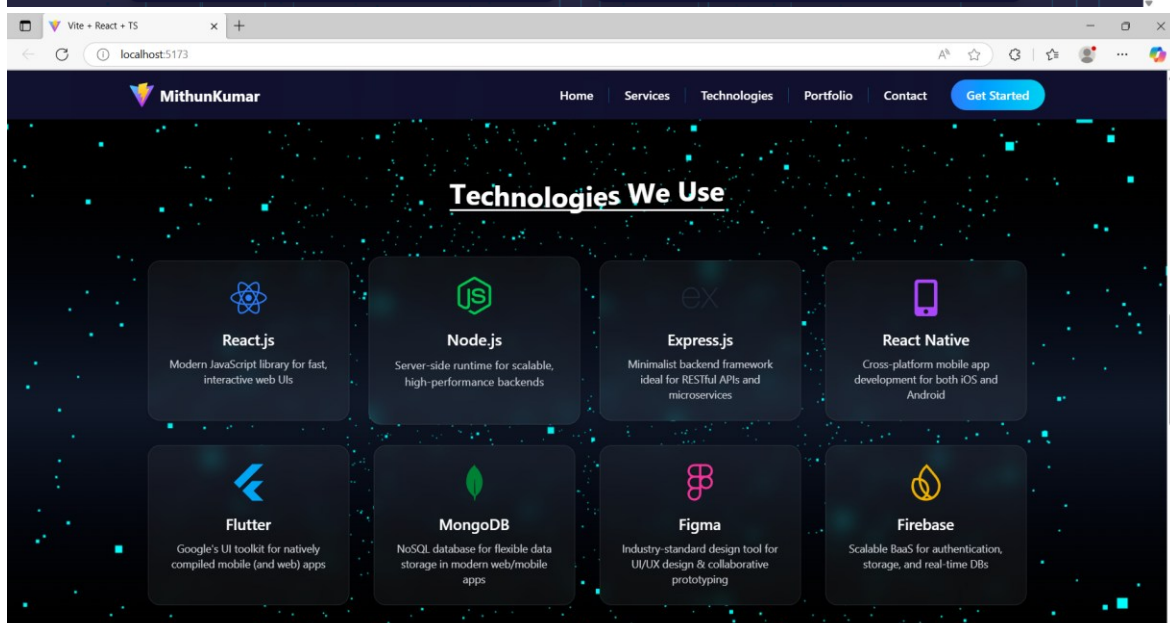 Vite + React + TS
localhost:5173
MithunKumar
Home Services Technologies Portfolio Contact Get Started
Technologies We Use
JS
ex
React.js
Node.js
Express.js
React Native
Modern JavaScript library for fast,
interactive web UIs
Server-side runtime for scalable,
high-performance backends
Minimalist backend framework
ideal for RESTful APIs and
microservices
Cross-platform mobile app
development for both iOS and
Android
Flutter
MongoDB
Figma
Firebase
Google's UI toolkit for natively
compiled mobile (and web) apps
NoSQL database for flexible data
storage in modern web/mobile
apps
Industry-standard design tool for
UI/UX design & collaborative
prototyping
Scalable BaaS for authentication,
storage, and real-time DBs